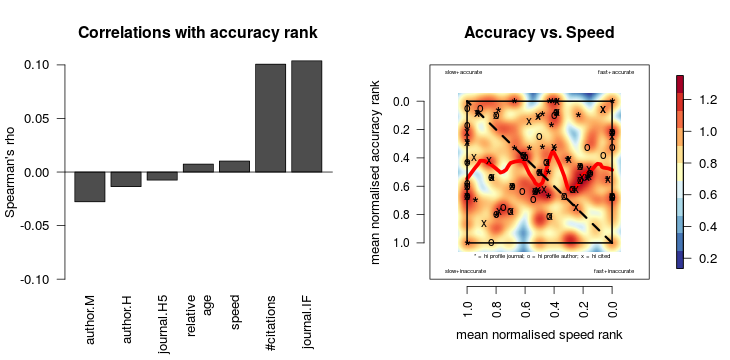 Correlations with accuracy rank
Spearman's rho
0.10
0.05
0.00
-0.05
-0.10
author.M
author.H
journal.H5
relative
age
speed
#citations
journal.IF
Accuracy vs. Speed
mean normalised accuracy rank
0.0
0.2
0.4
0.6
0.8
1.0
slow+accurate
fast+accurate
* = hi profile journal; o = hi profile author; x = hi cited
slow+inaccurate
fast+inaccurate
1.0
0.8
0.6
0.4
0.2
0.0
mean normalised speed rank
1.2
1.0
0.8
0.6
0.4
0.2